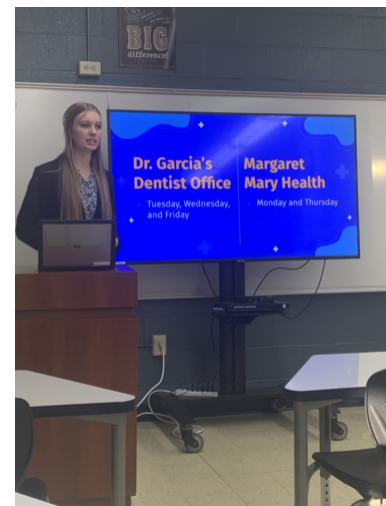 BIG
difference!
Dr. Garcia's
Dentist Office
- Tuesday, Wednesday,
and Friday
Margaret
Mary Health
- Monday and Thursday